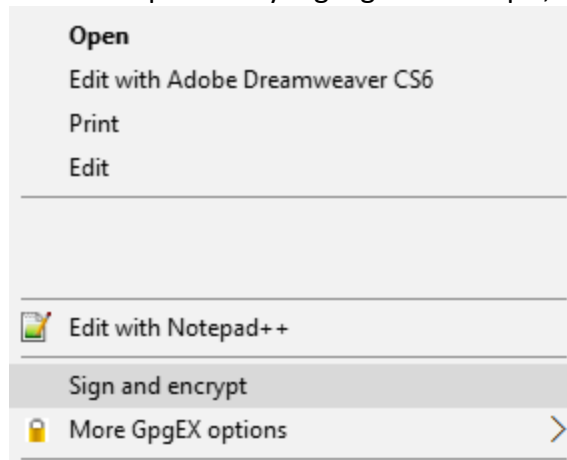 Open
Edit with Adobe Dreamweaver CS6
Print
Edit
Edit with Notepad++
Sign and encrypt
More GpgEX options